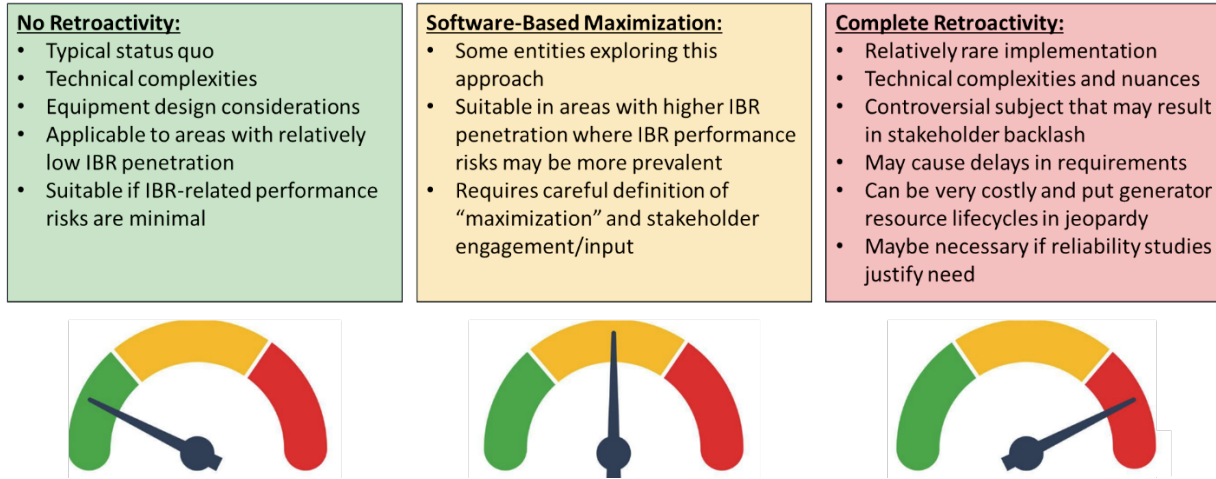 No Retroactivity:
• Typical status quo
• Technical complexities
• Equipment design considerations
• Applicable to areas with relatively
low IBR penetration
• Suitable if IBR-related performance
risks are minimal
Software-Based Maximization:
• Some entities exploring this
approach
• Suitable in areas with higher IBR
penetration where IBR performance
risks may be more prevalent
• Requires careful definition of
“maximization” and stakeholder
engagement/input
Complete Retroactivity:
• Relatively rare implementation
• Technical complexities and nuances
• Controversial subject that may result
in stakeholder backlash
• May cause delays in requirements
• Can be very costly and put generator
resource lifecycles in jeopardy
• Maybe necessary if reliability studies
justify need